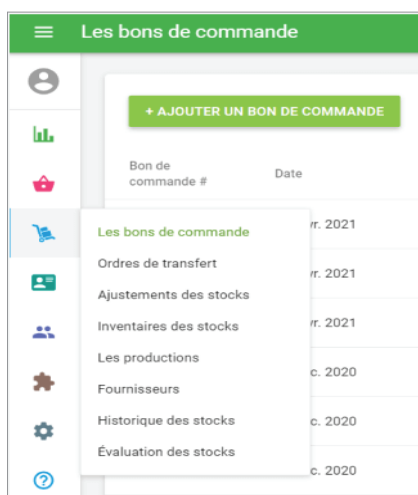 Les bons de commande
+ AJOUTER UN BON DE COMMANDE
Bon de
commande #
Date
Les bons de commande
Ordres de transfert
Ajustements des stocks
Inventaires des stocks
Les productions
Fournisseurs
Historique des stocks
Évaluation des stocks
vr. 2021
vr. 2021
vr. 2021
c. 2020
c. 2020
c. 2020